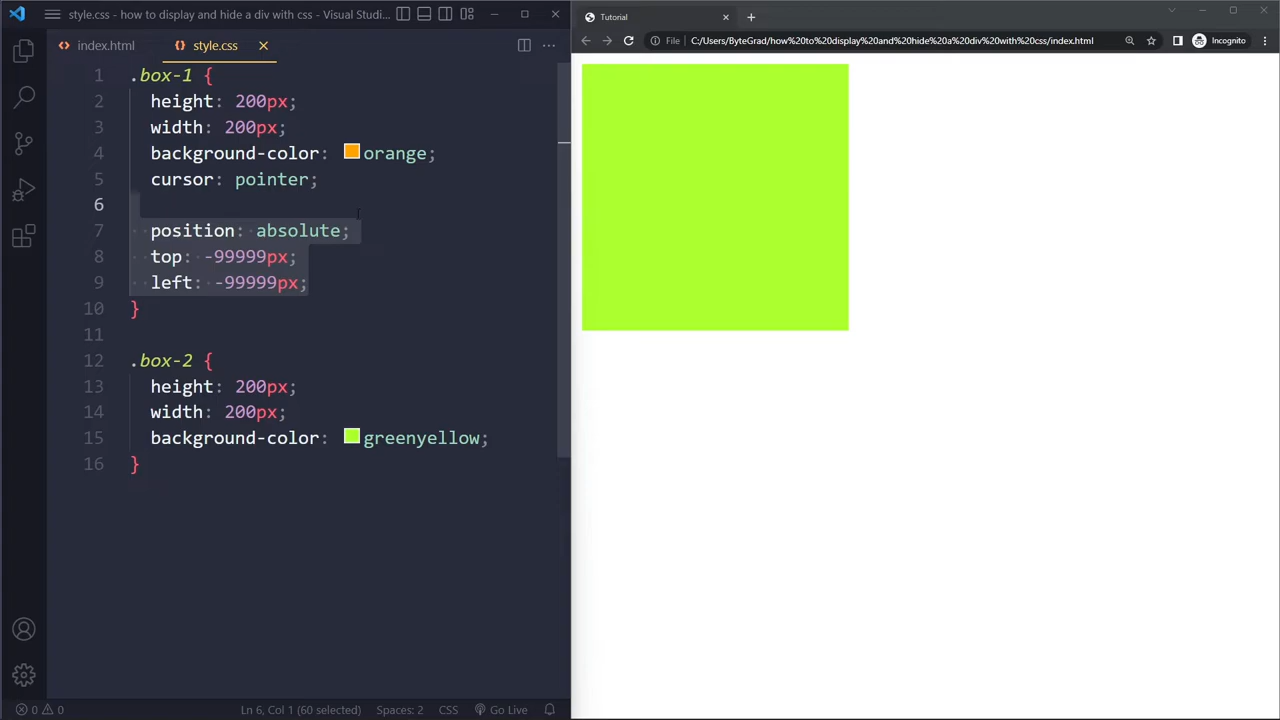 style.css - how to display and hide a div with css - Visual Studi...
index.html
style.css
1 .box-1 {
2 height: 200px;
3 width: 200px;
4 background-color: orange;
5 cursor: pointer;
6
7 position: absolute;
8 top: -99999px;
9 left: -99999px;
10 }
11
12 .box-2 {
13 height: 200px;
14 width: 200px;
15 background-color: greenyellow;
16 }
0 0
Ln 6, Col 1 (60 selected)
Spaces: 2
CSS
Go Live
Tutorial
File
C:/Users/ByteGrad/how%20to%20display%20and%20hide%20a%20div%20with%20css/index.html
Incognito